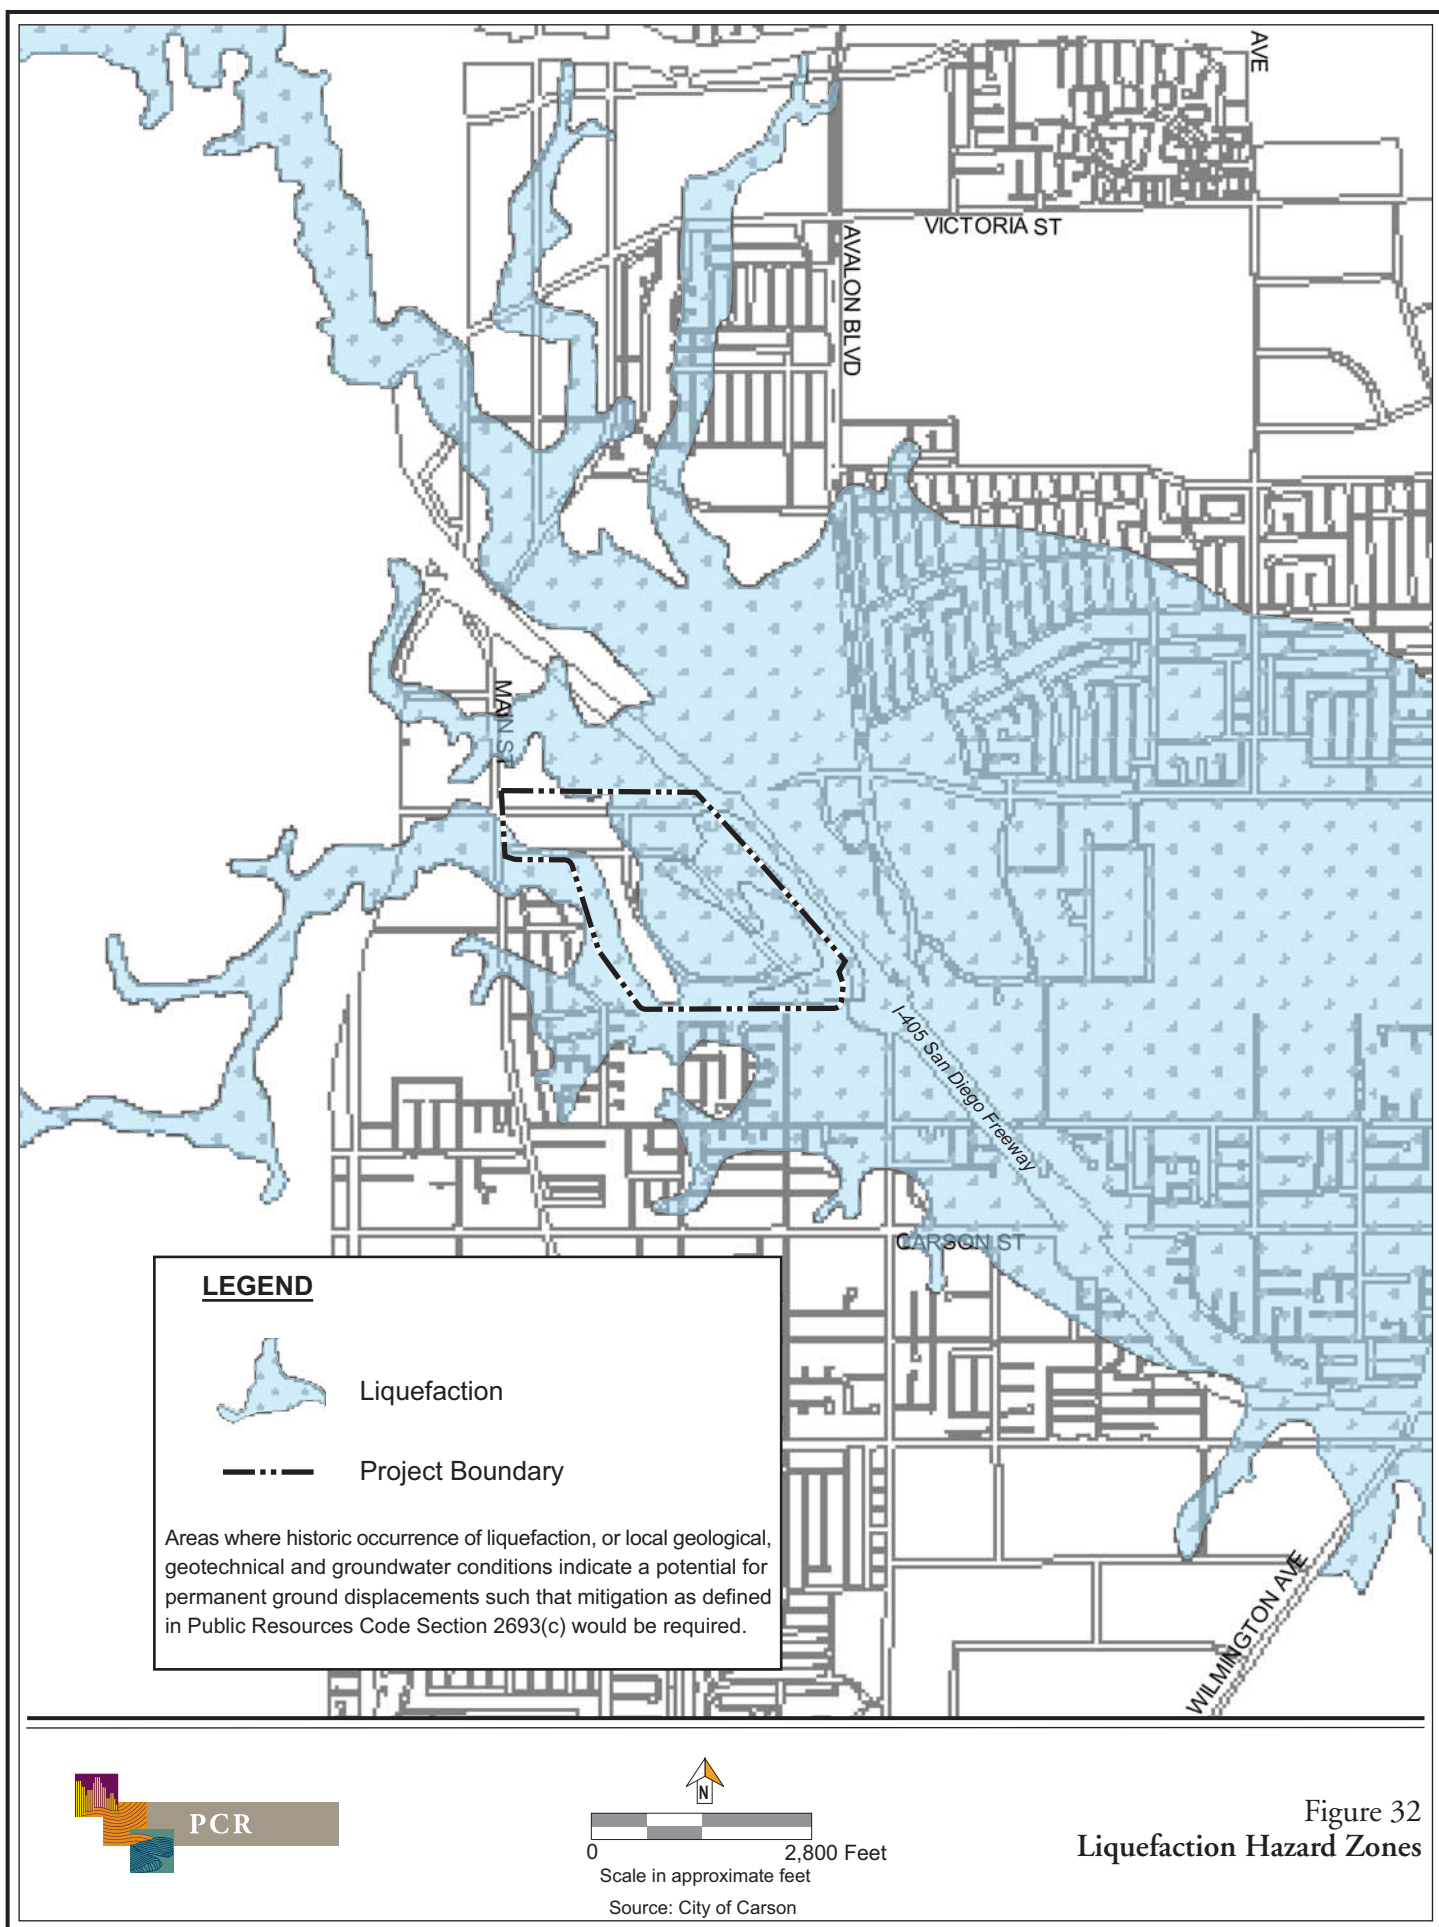 AVE
VICTORIA ST
AVALON BLVD
MAIN ST
I-405 San Diego Freeway
CARSON ST
WILMINGTON AVE
LEGEND
Liquefaction
Project Boundary
Areas where historic occurrence of liquefaction, or local geological,
geotechnical and groundwater conditions indicate a potential for
permanent ground displacements such that mitigation as defined
in Public Resources Code Section 2693(c) would be required.
PCR
N
0 2,800 Feet
Scale in approximate feet
Source: City of Carson
Figure 32
Liquefaction Hazard Zones